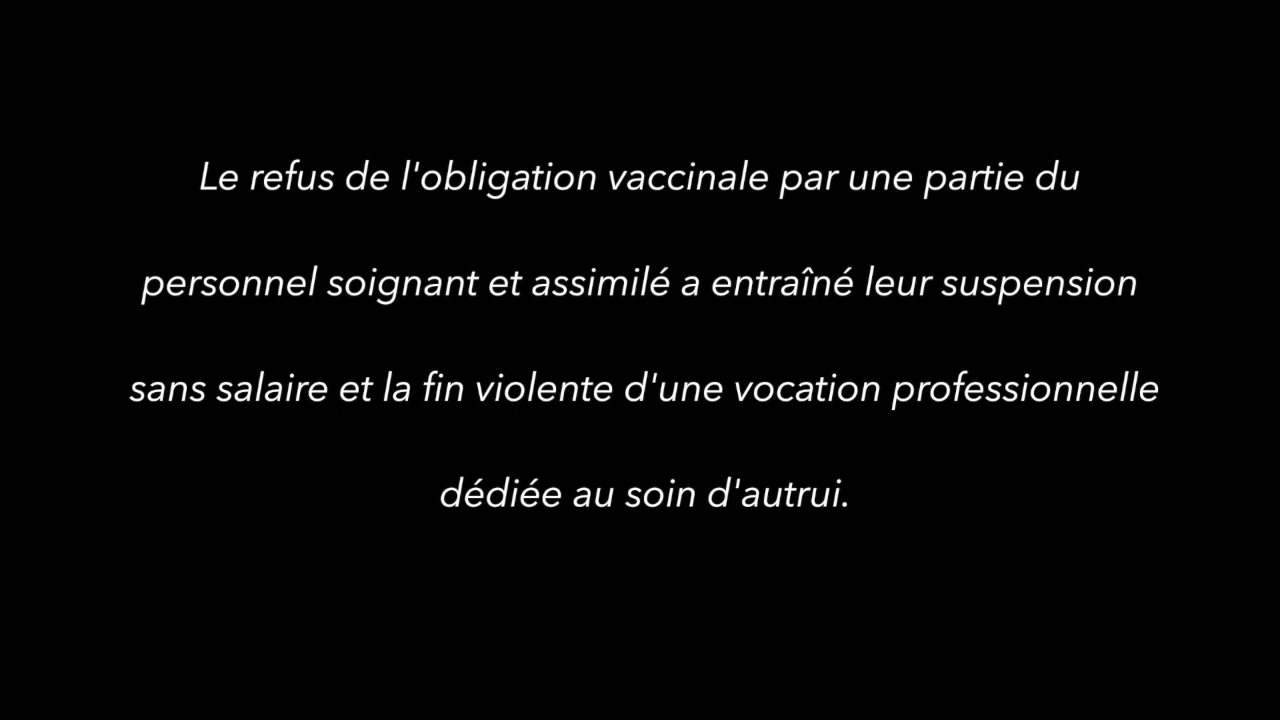 Le refus de l'obligation vaccinale par une partie du
personnel soignant et assimilé a entraîné leur suspension
sans salaire et la fin violente d'une vocation professionnelle
dédiée au soin d'autrui.